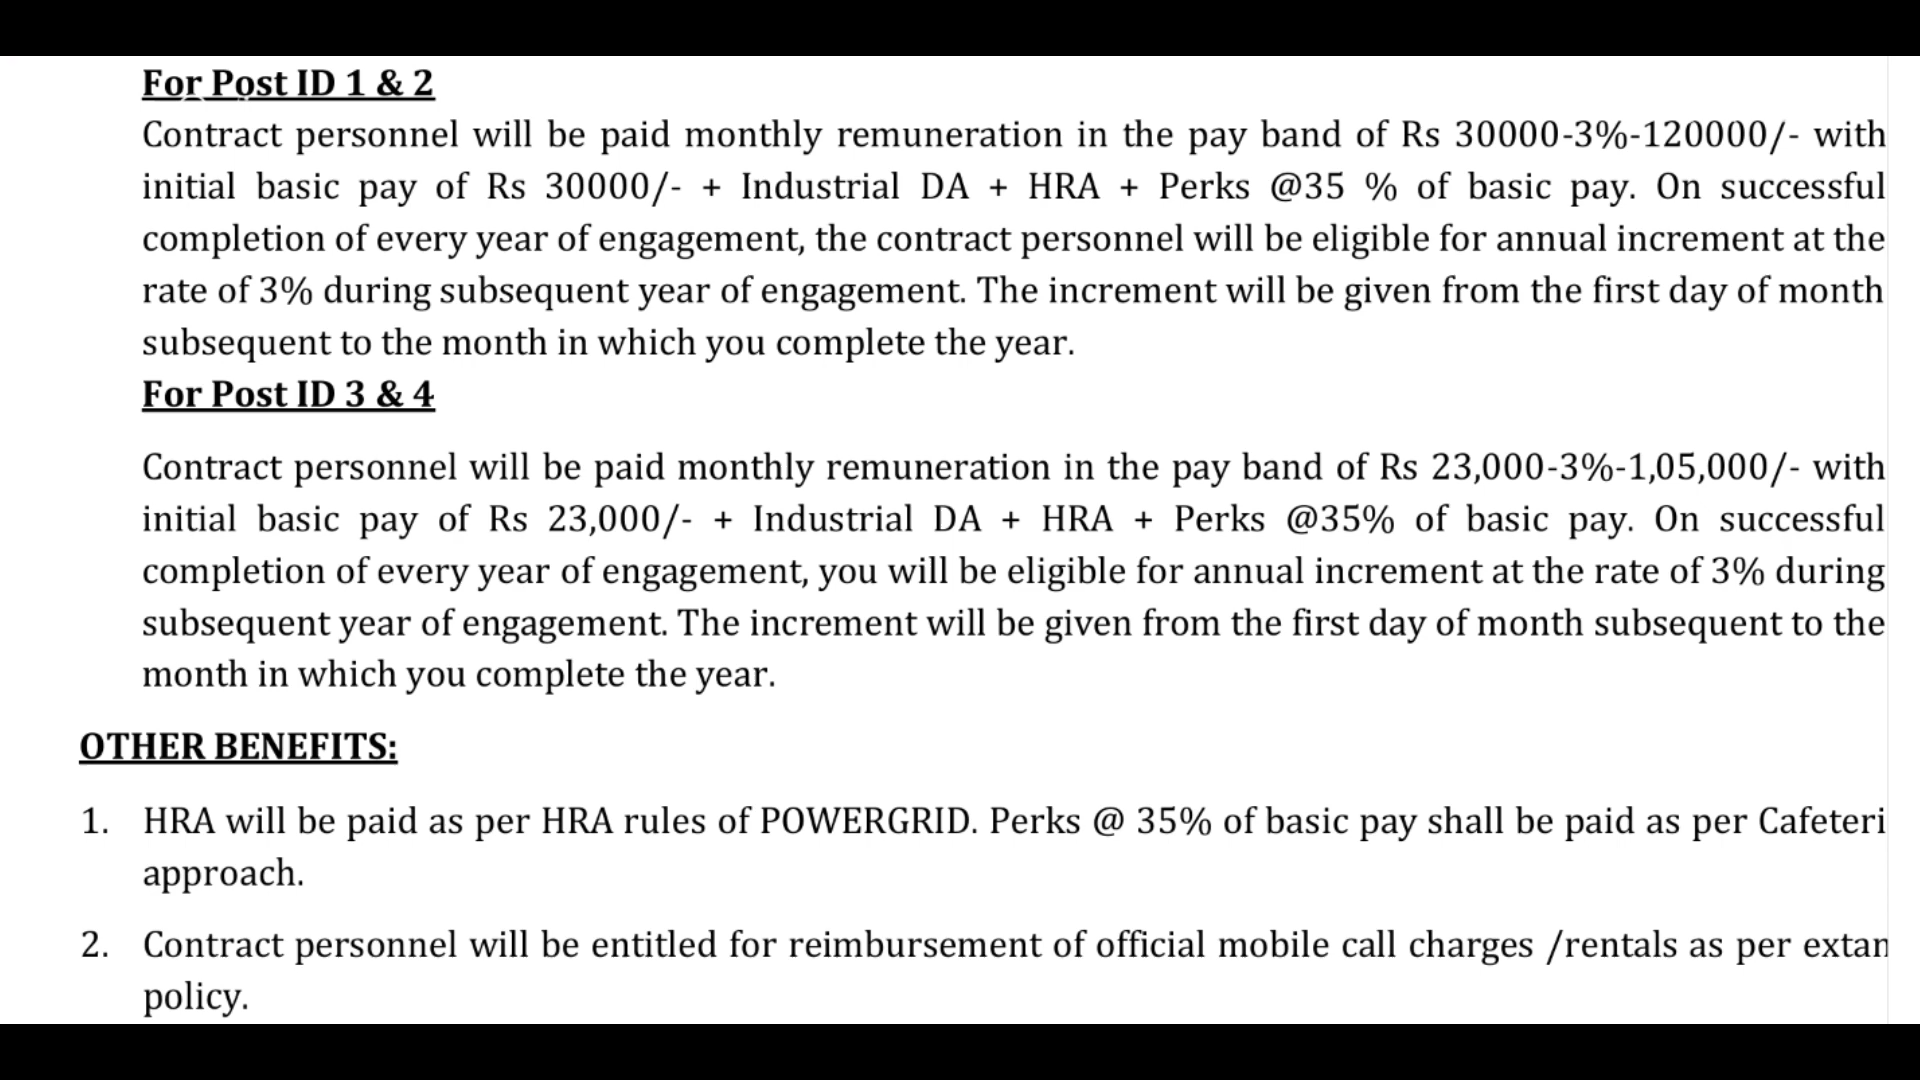 For Post ID 1 & 2
Contract personnel will be paid monthly remuneration in the pay band of Rs 30000-3%-120000/- with
initial basic pay of Rs 30000/- + Industrial DA + HRA + Perks @35 % of basic pay. On successful
completion of every year of engagement, the contract personnel will be eligible for annual increment at the
rate of 3% during subsequent year of engagement. The increment will be given from the first day of month
subsequent to the month in which you complete the year.
For Post ID 3 & 4
Contract personnel will be paid monthly remuneration in the pay band of Rs 23,000-3%-1,05,000/- with
initial basic pay of Rs 23,000/- + Industrial DA + HRA + Perks @35% of basic pay. On successful
completion of every year of engagement, you will be eligible for annual increment at the rate of 3% during
subsequent year of engagement. The increment will be given from the first day of month subsequent to the
month in which you complete the year.
OTHER BENEFITS:
1. HRA will be paid as per HRA rules of POWERGRID. Perks @ 35% of basic pay shall be paid as per Cafeteri
approach.
2. Contract personnel will be entitled for reimbursement of official mobile call charges /rentals as per extan
policy.